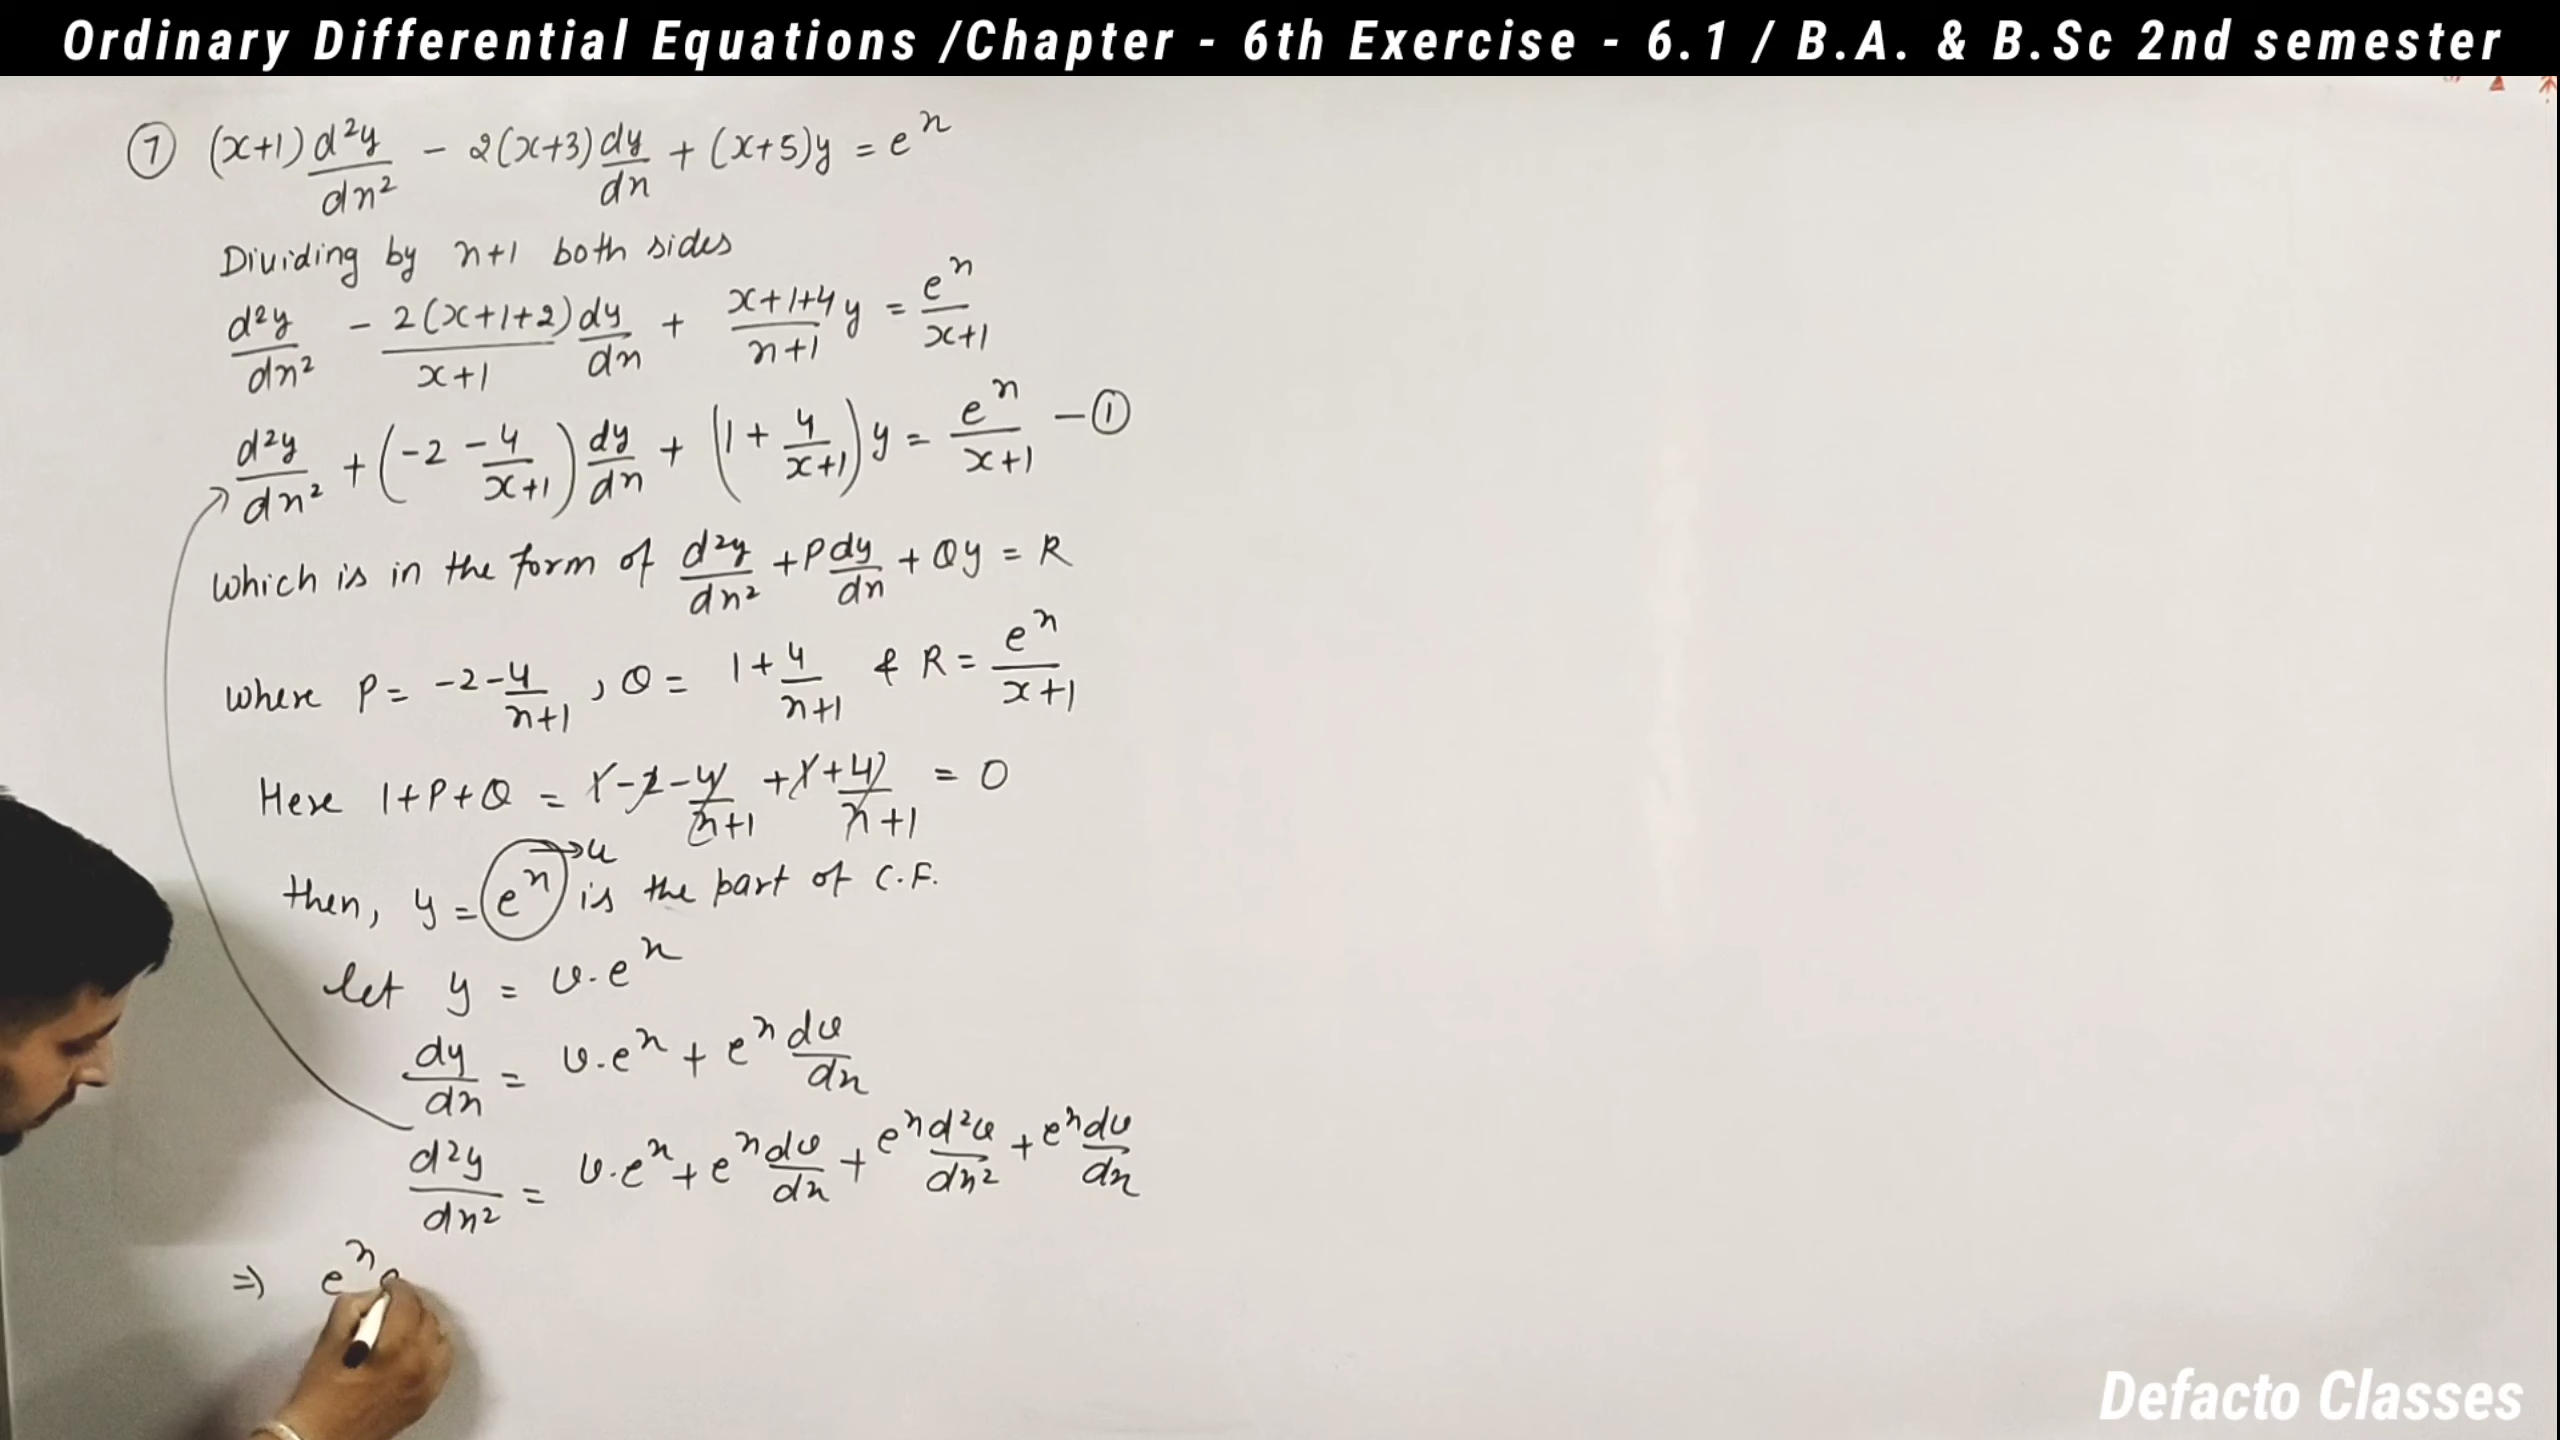 Ordinary Differential Equations /Chapter - 6th Exercise - 6.1 / B.A. & B.Sc 2nd semester
⑦ (x+1) d²y/dx² - 2(x+3) dy/dx + (x+5)y = e^x
Dividing by x+1 both sides
d²y/dx² - 2(x+1+2)/(x+1) dy/dx + (x+1+4)/(x+1) y = e^x/(x+1)
d²y/dx² + (-2 - 4/(x+1)) dy/dx + (1 + 4/(x+1)) y = e^x/(x+1) - ①
which is in the form of d²y/dx² + P dy/dx + Qy = R
where P = -2 - 4/(x+1) , Q = 1 + 4/(x+1) & R = e^x/(x+1)
Here 1+P+Q = 1 - 2 - 4/(x+1) + 1 + 4/(x+1) = 0
then, y = e^x → u is the part of C.F.
let y = v.e^x
dy/dx = v.e^x + e^x dv/dx
d²y/dx² = v.e^x + e^x dv/dx + e^x d²v/dx² + e^x dv/dx
⇒ e^x
Defacto Classes